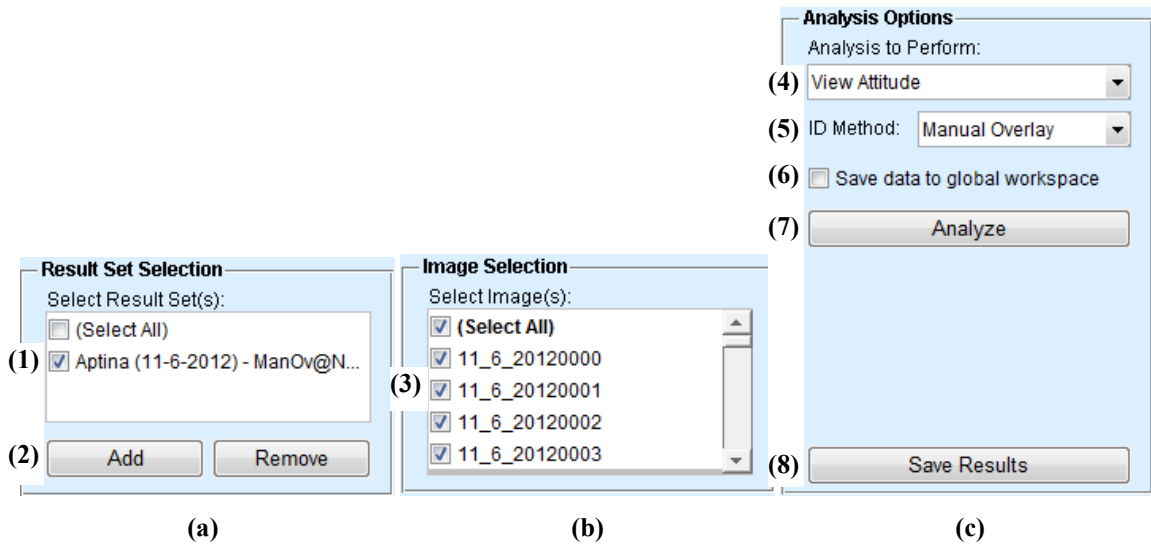 Result Set Selection
Select Result Set(s):
(Select All)
(1) Aptina (11-6-2012) - ManOv@N...
(2) Add Remove
(a)
Image Selection
Select Image(s):
(Select All)
11_6_20120000
(3) 11_6_20120001
11_6_20120002
11_6_20120003
(b)
Analysis Options
Analysis to Perform:
(4) View Attitude
(5) ID Method: Manual Overlay
(6) Save data to global workspace
(7) Analyze
(8) Save Results
(c)